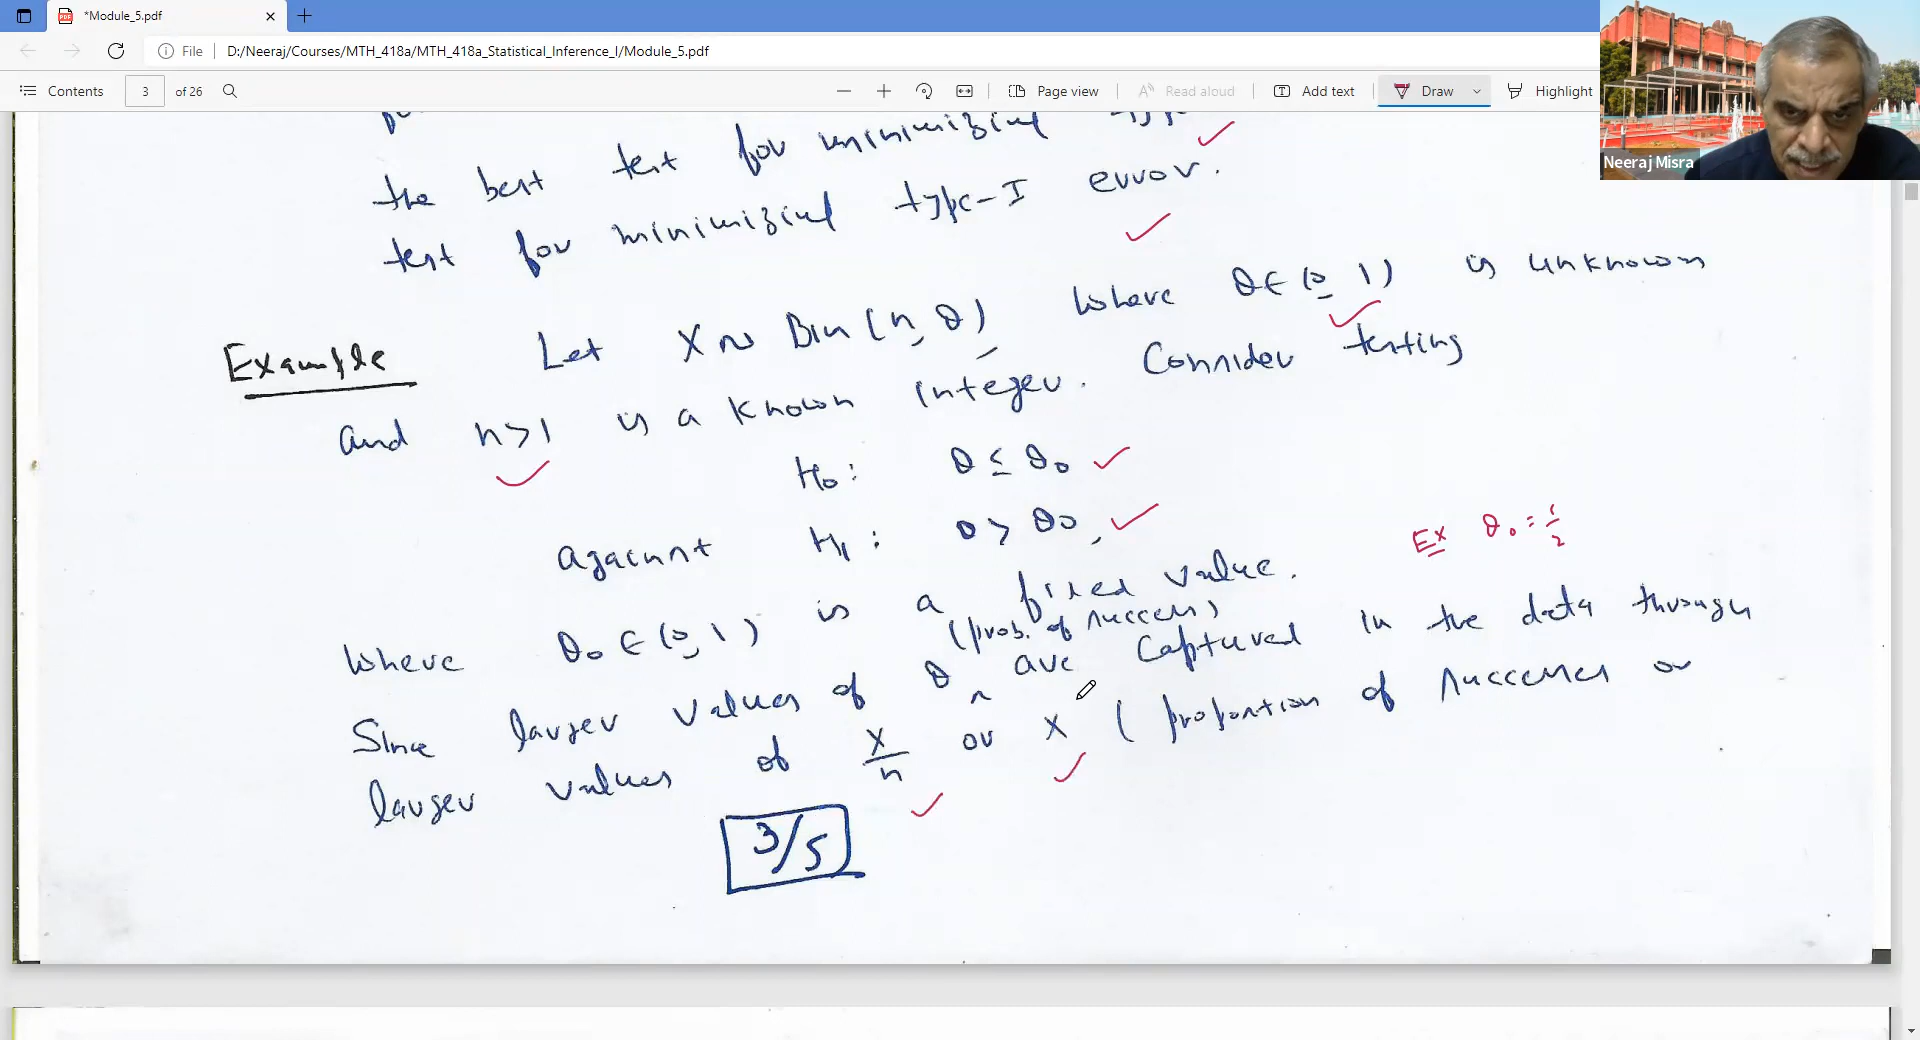 *Module_5.pdf
File D:/Neeraj/Courses/MTH_418a/MTH_418a_Statistical_Inference_I/Module_5.pdf
Contents 3 of 26 Page view Read aloud Add text Draw Highlight
Neeraj Misra
the best test for minimizing
test for minimizing type-I error.
Example Let X ~ Bin(n, θ), where θ ∈ (0, 1) is unknown
and n > 1 is a known integer. Consider testing
H₀: θ ≤ θ₀
against H₁: θ > θ₀,
Ex θ₀ = 1/2
where θ₀ ∈ (0, 1) is a fixed value.
(prob. of success)
Since larger values of θ are captured in the data through
larger values of X/n or X (proportion of successes or
3/5